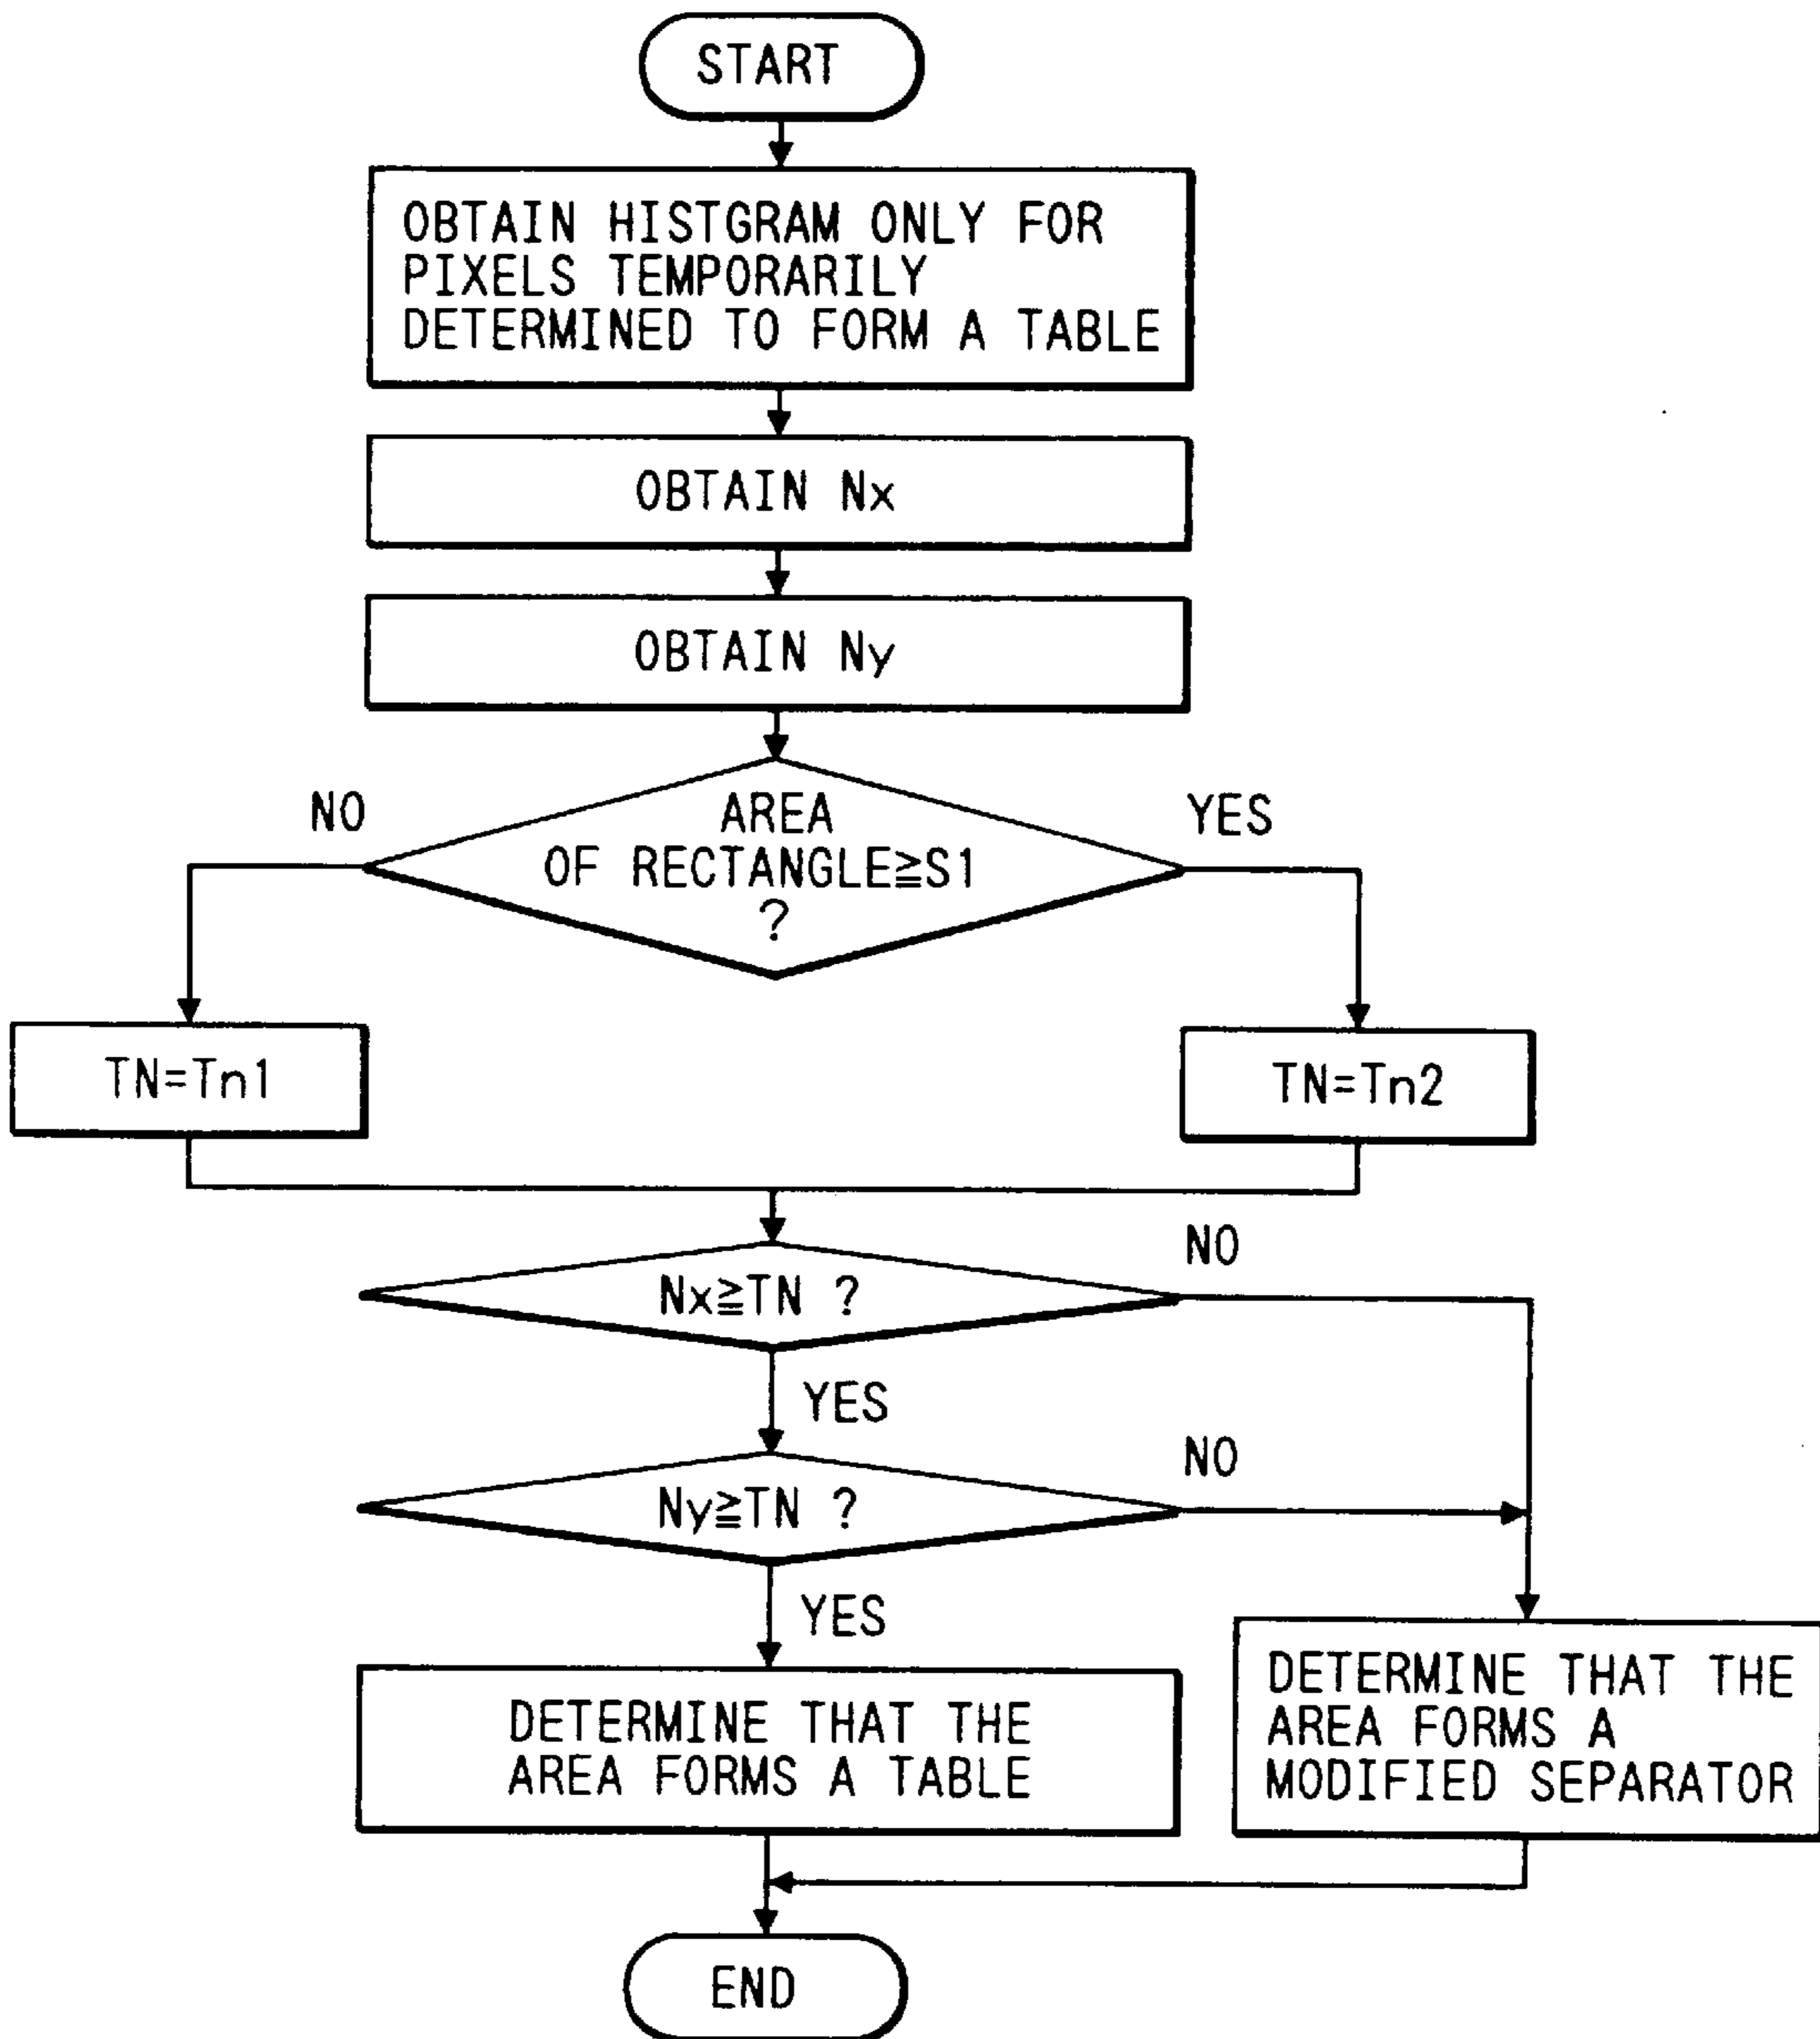 START
OBTAIN HISTGRAM ONLY FOR
PIXELS TEMPORARILY
DETERMINED TO FORM A TABLE
OBTAIN Nx
OBTAIN Ny
NO
AREA
OF RECTANGLE≧S1
?
YES
TN=Tn1
TN=Tn2
Nx≧TN ?
NO
YES
Ny≧TN ?
NO
YES
DETERMINE THAT THE
AREA FORMS A TABLE
DETERMINE THAT THE
AREA FORMS A
MODIFIED SEPARATOR
END